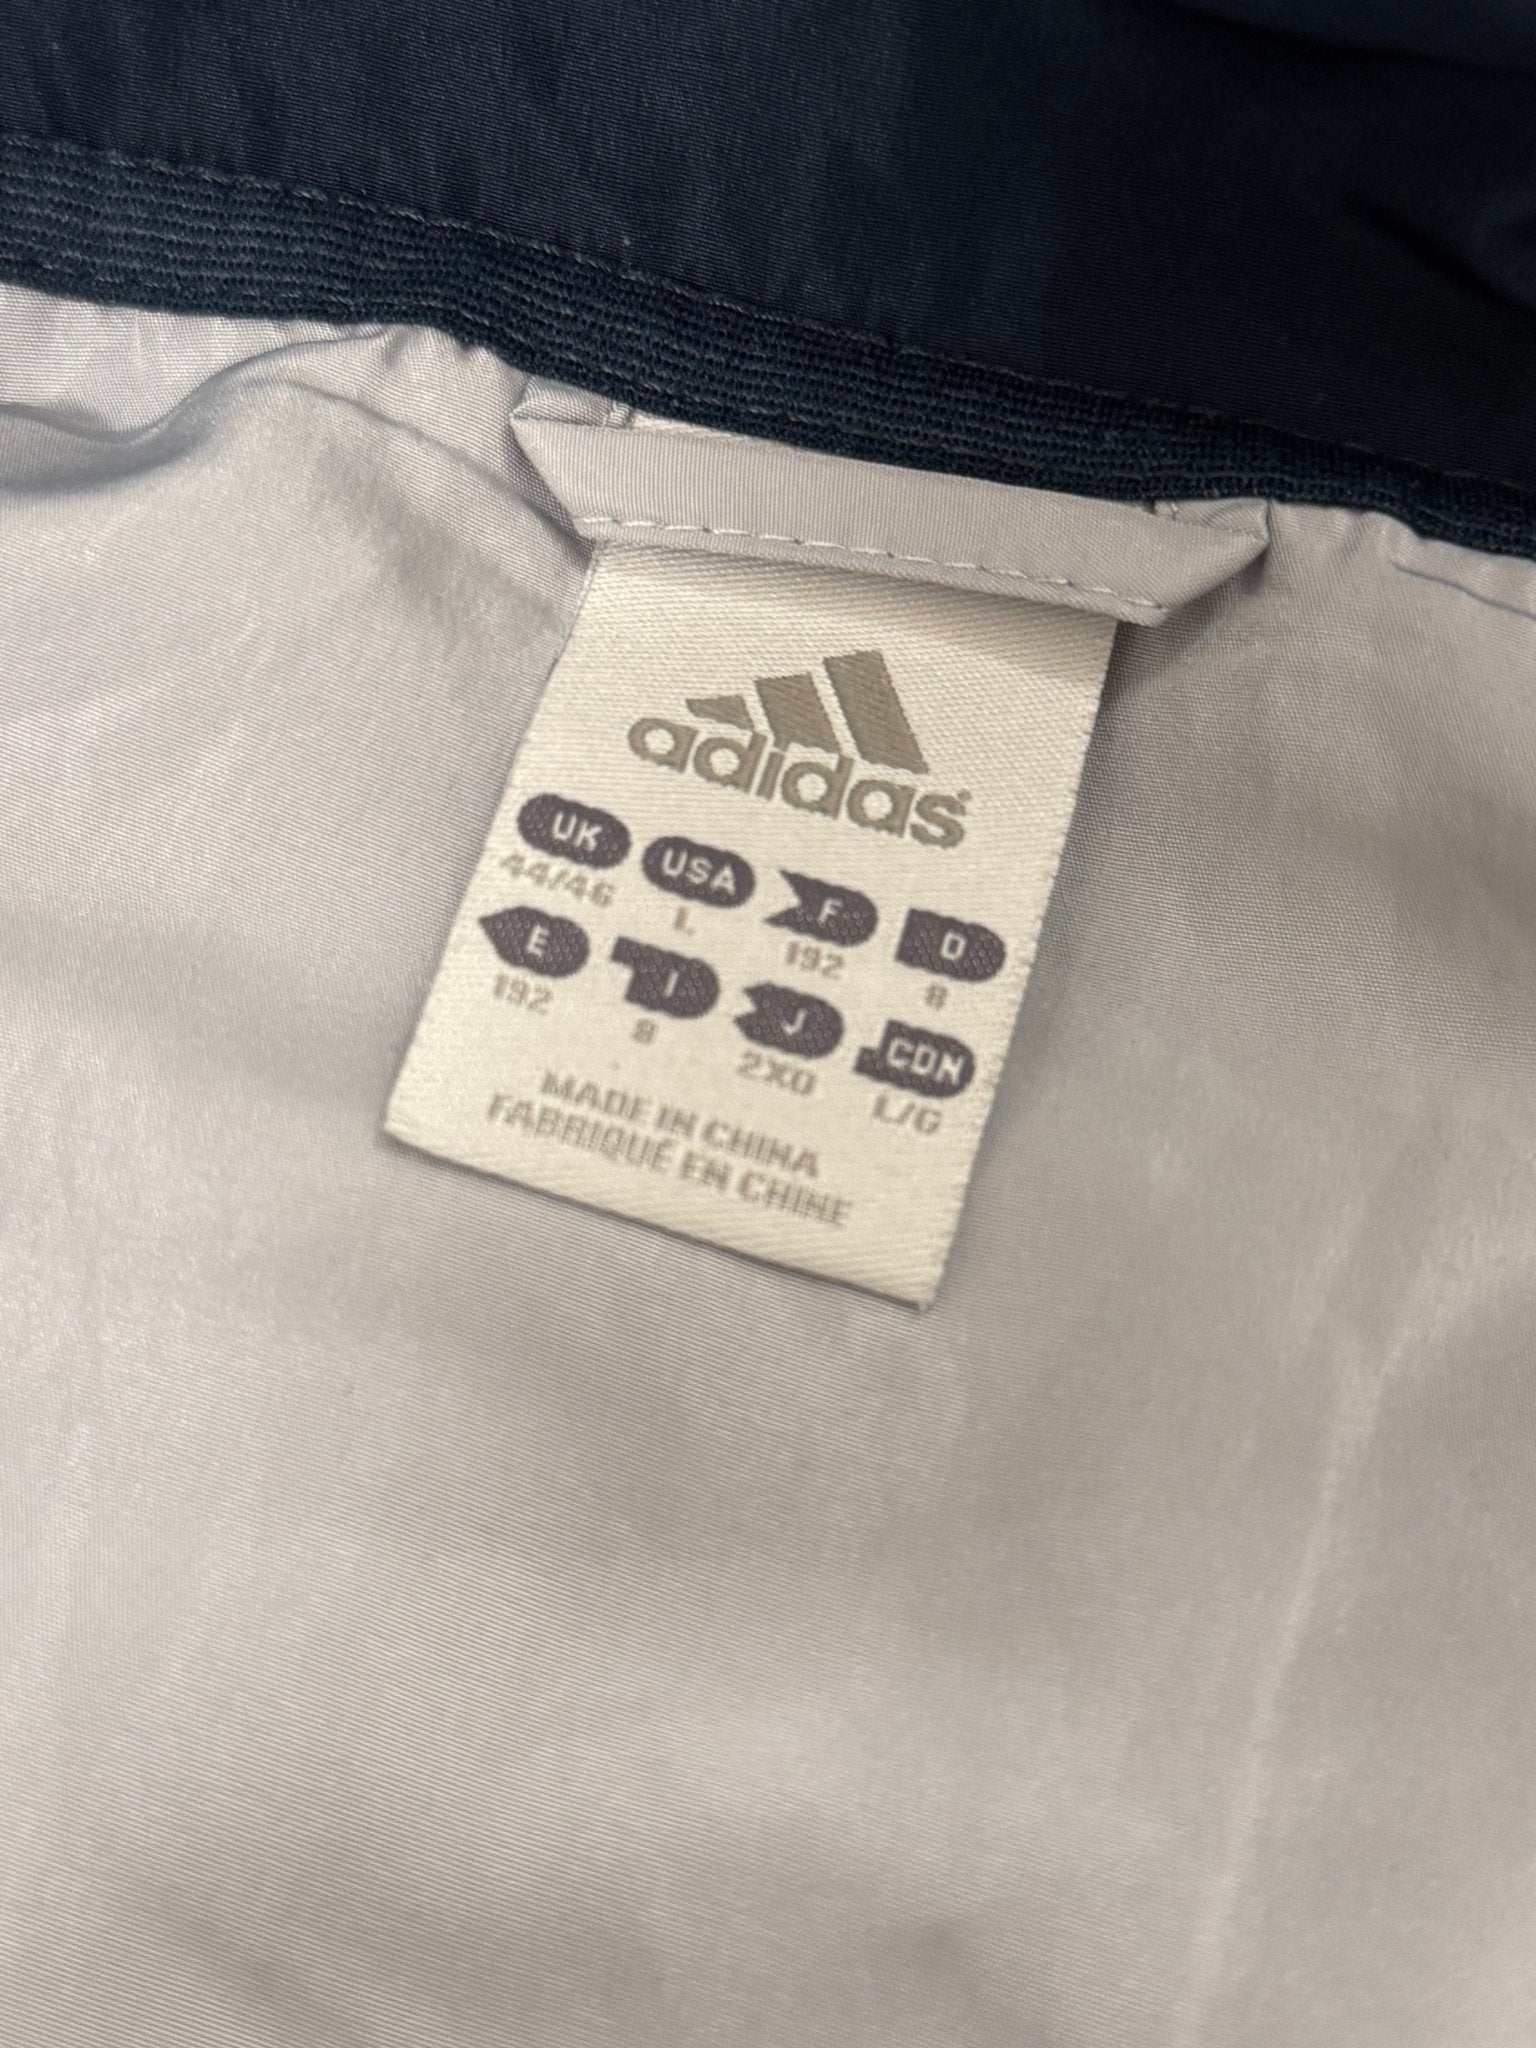 adidas
UK USA F D
44/46 L 192 8
E I J CDN
192 8 2XO L/G
MADE IN CHINA
FABRIQUÉ EN CHINE